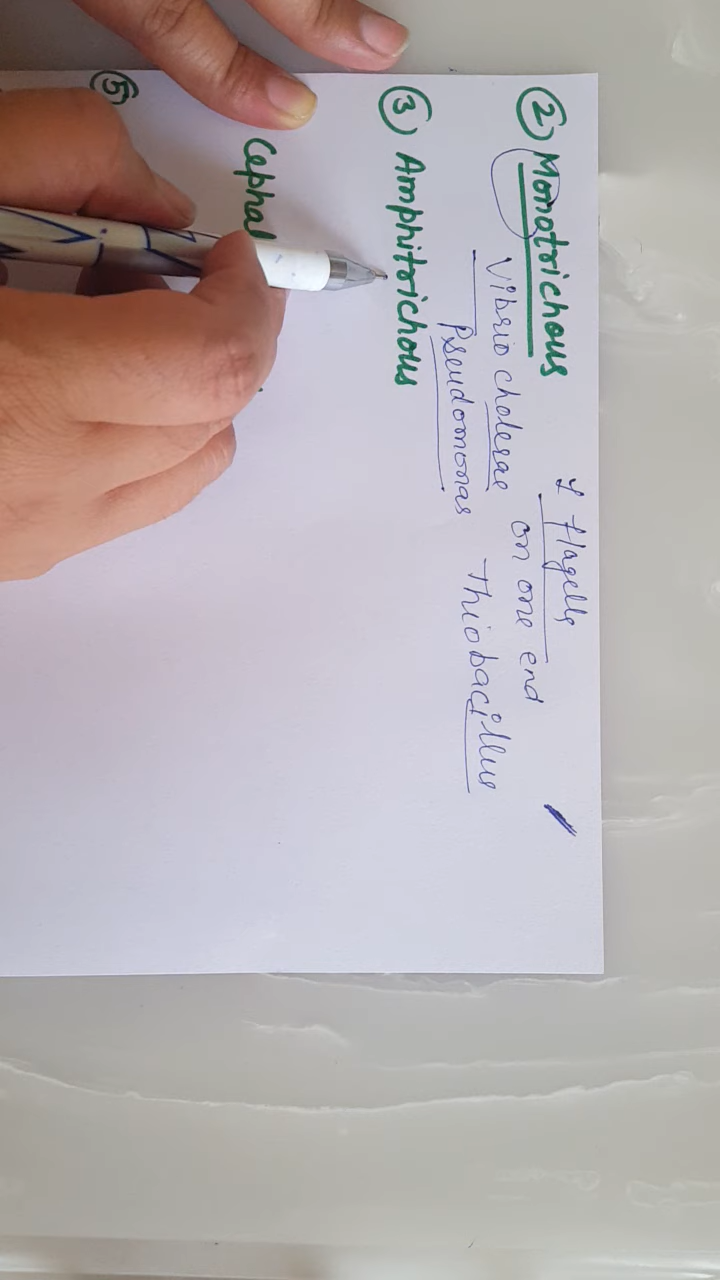 ② Monotrichous
1 flagella
on one end
Vibrio cholerae
Pseudomonas Thiobacillus
③ Amphitrichous
Cephal
⑤